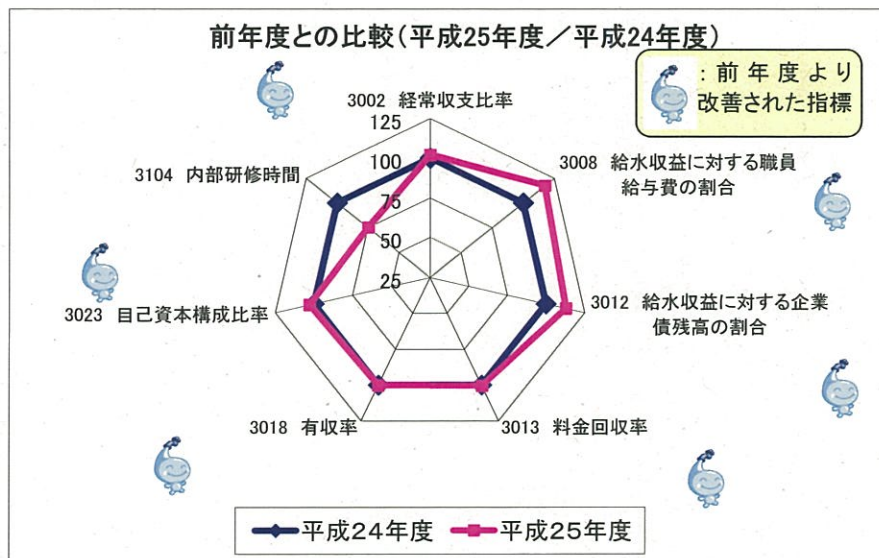 前年度との比較(平成25年度／平成24年度)
:前年度より
改善された指標
3002 経常収支比率
125
100
75
50
25
3104 内部研修時間
3008 給水収益に対する職員
給与費の割合
3023 自己資本構成比率
3012 給水収益に対する企業
債残高の割合
3018 有収率
3013 料金回収率
平成24年度
平成25年度